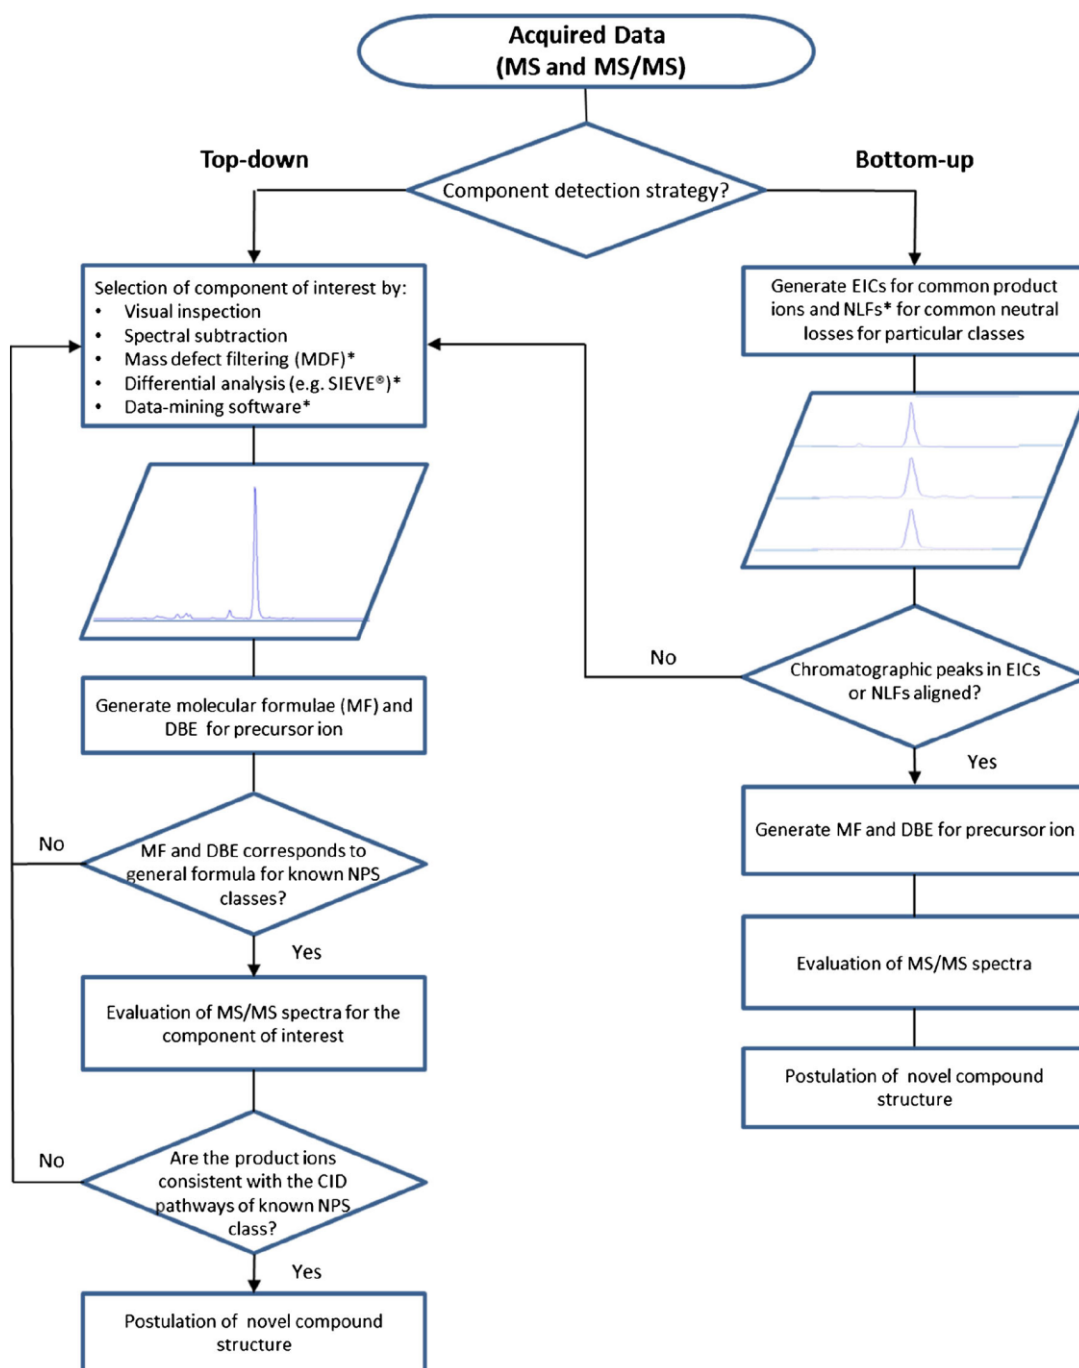 Acquired Data
(MS and MS/MS)
Top-down
Bottom-up
Component detection strategy?
Selection of component of interest by:
• Visual inspection
• Spectral subtraction
• Mass defect filtering (MDF)*
• Differential analysis (e.g. SIEVE®)*
• Data-mining software*
Generate EICs for common product
ions and NLFs* for common neutral
losses for particular classes
No
Chromatographic peaks in EICs
or NLFs aligned?
Yes
Generate molecular formulae (MF) and
DBE for precursor ion
Generate MF and DBE for precursor ion
No
MF and DBE corresponds to
general formula for known NPS
classes?
Yes
Evaluation of MS/MS spectra
Evaluation of MS/MS spectra for the
component of interest
Postulation of novel compound
structure
No
Are the product ions
consistent with the CID
pathways of known NPS
class?
Yes
Postulation of novel compound
structure